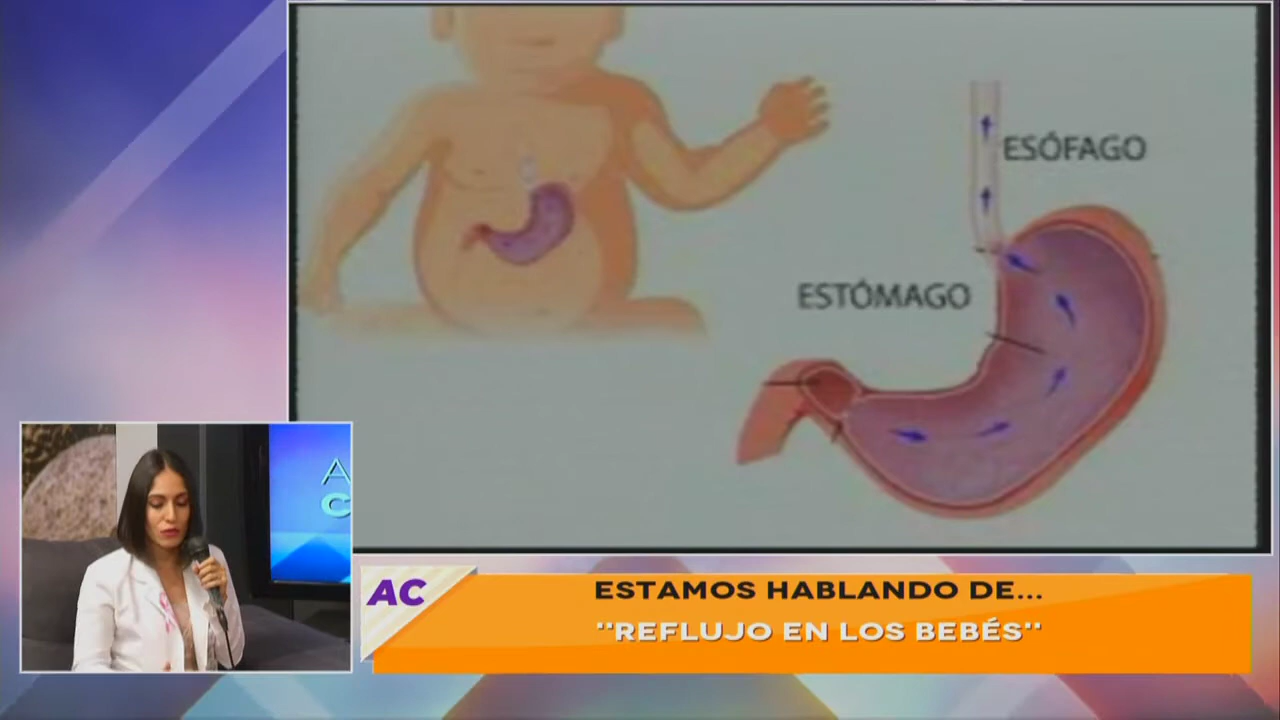 ESÓFAGO
ESTÓMAGO
A
C
AC
ESTAMOS HABLANDO DE...
"REFLUJO EN LOS BEBÉS"